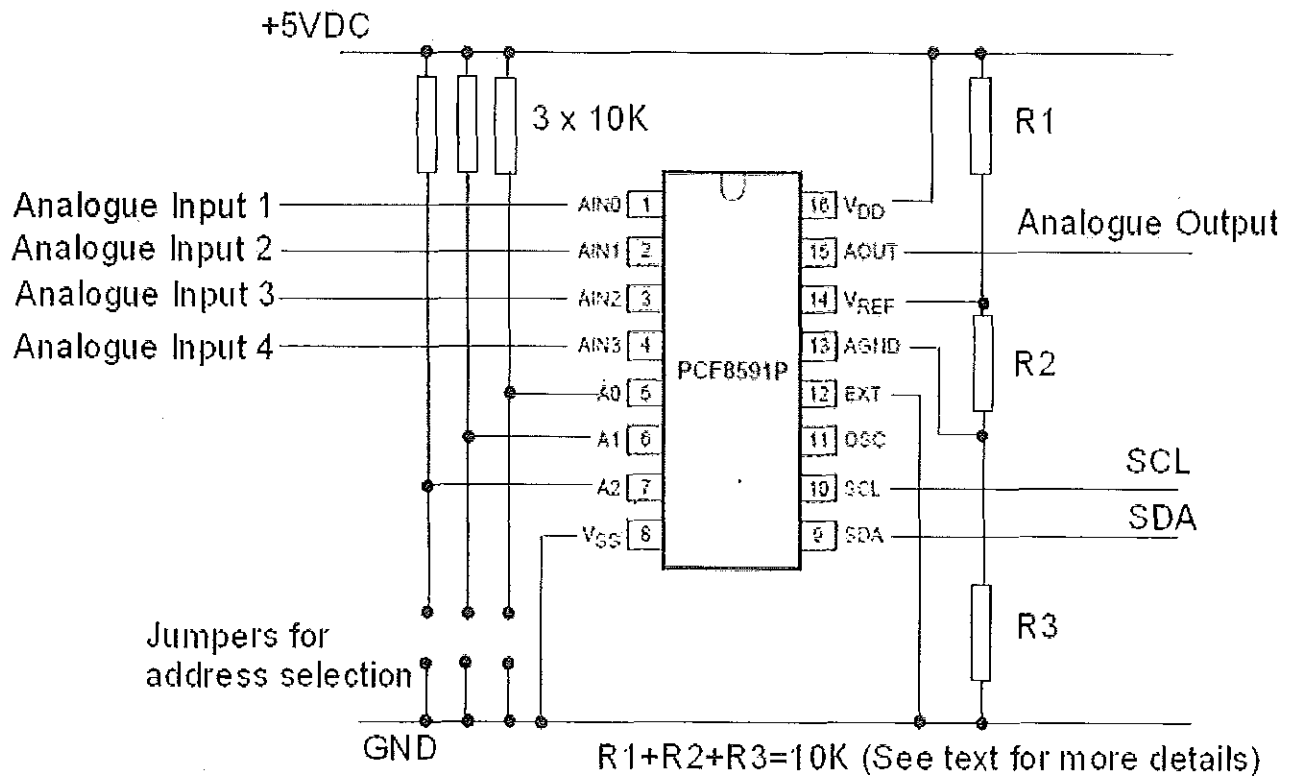 +5VDC
3 x 10K
R1
Analogue Input 1
AIN0 1
16 VDD
Analogue Output
Analogue Input 2
AIN1 2
15 AOUT
Analogue Input 3
AIN2 3
14 VREF
Analogue Input 4
AIN3 4
13 AGND
R2
PCF8591P
A0 5
12 EXT
A1 6
11 OSC
SCL
A2 7
10 SCL
SDA
VSS 8
9 SDA
Jumpers for
address selection
R3
GND
R1+R2+R3=10K (See text for more details)